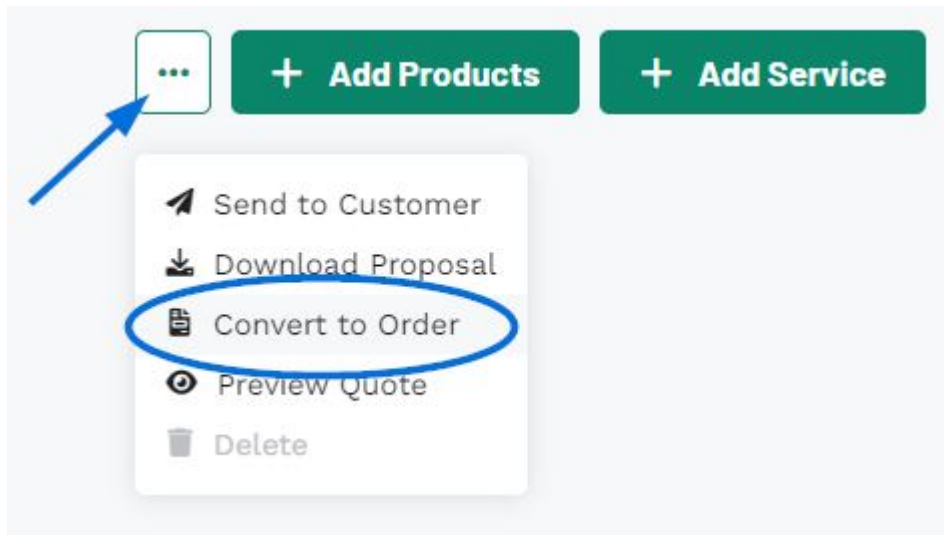 ... + Add Products + Add Service
Send to Customer
Download Proposal
Convert to Order
Preview Quote
Delete